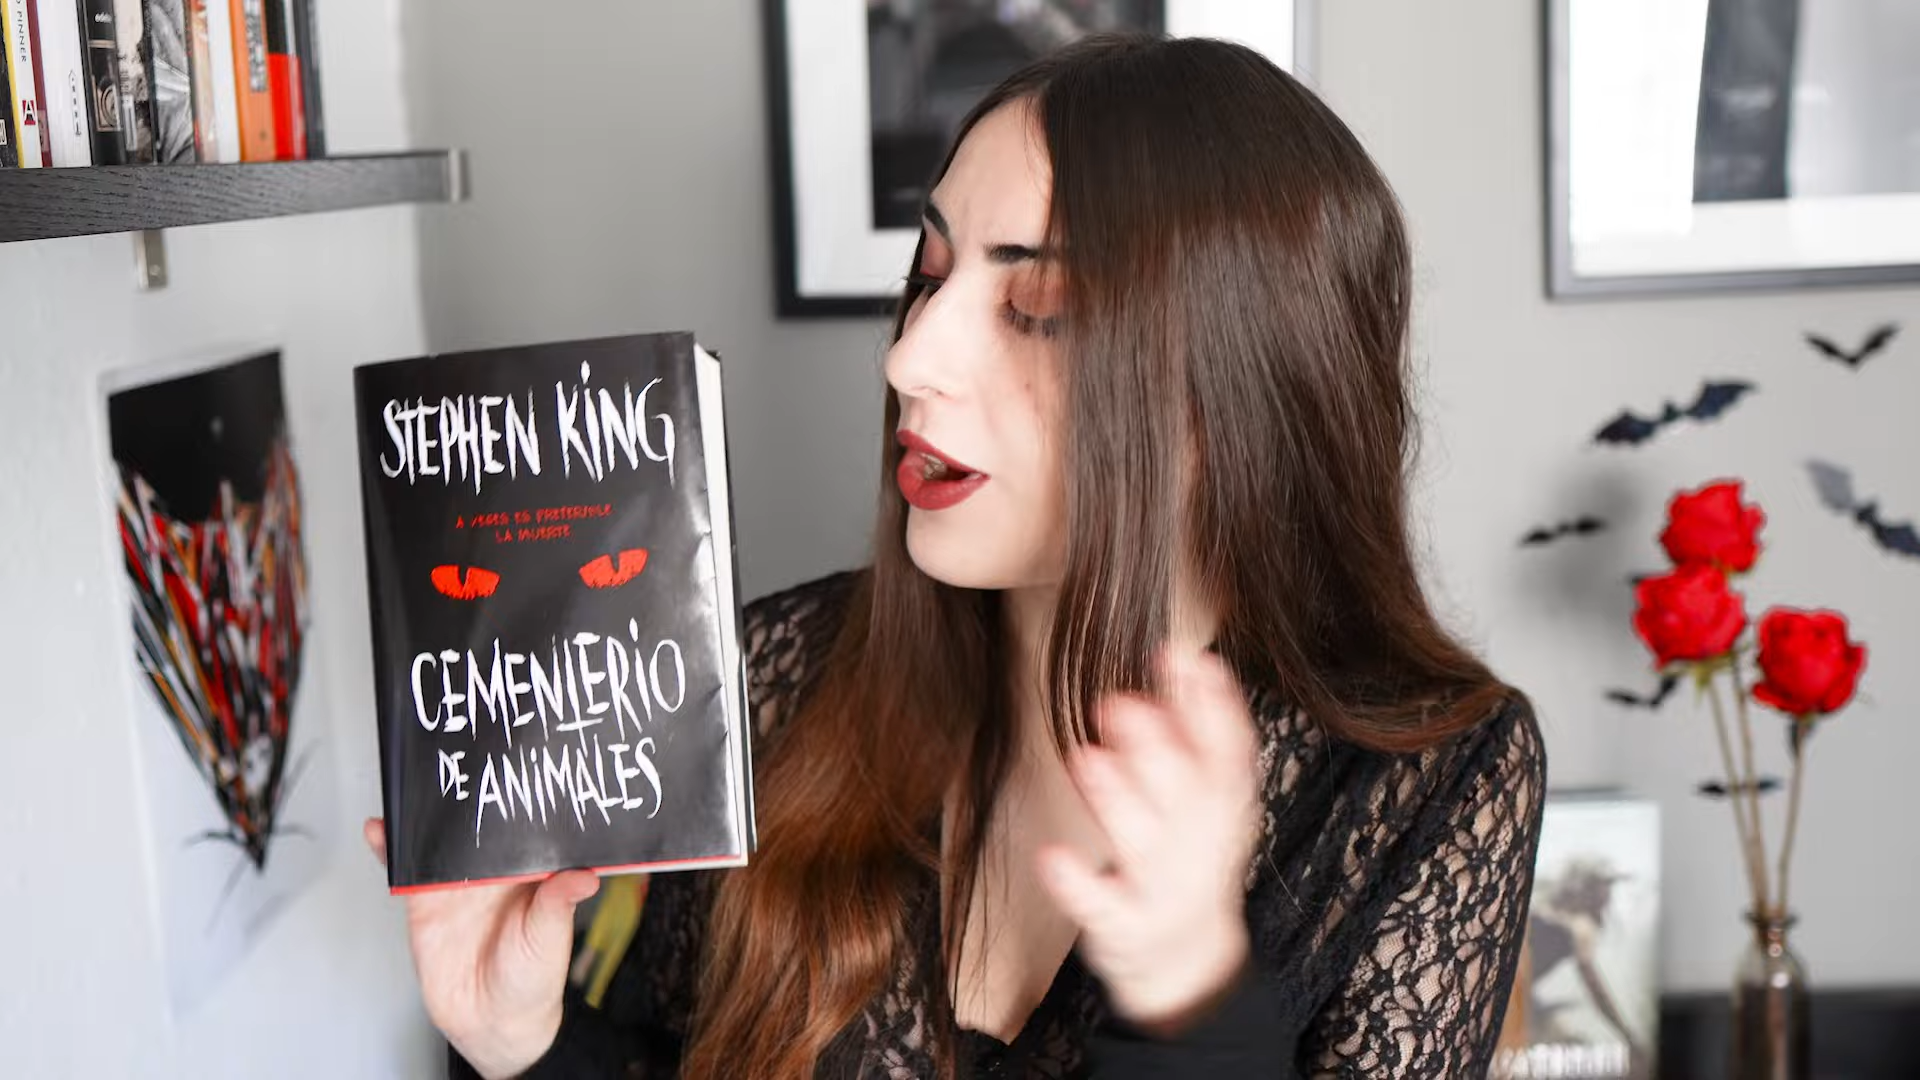 STEPHEN KING
A VECES ES PREFERIBLE
LA MUERTE
CEMENTERIO
DE ANIMALES